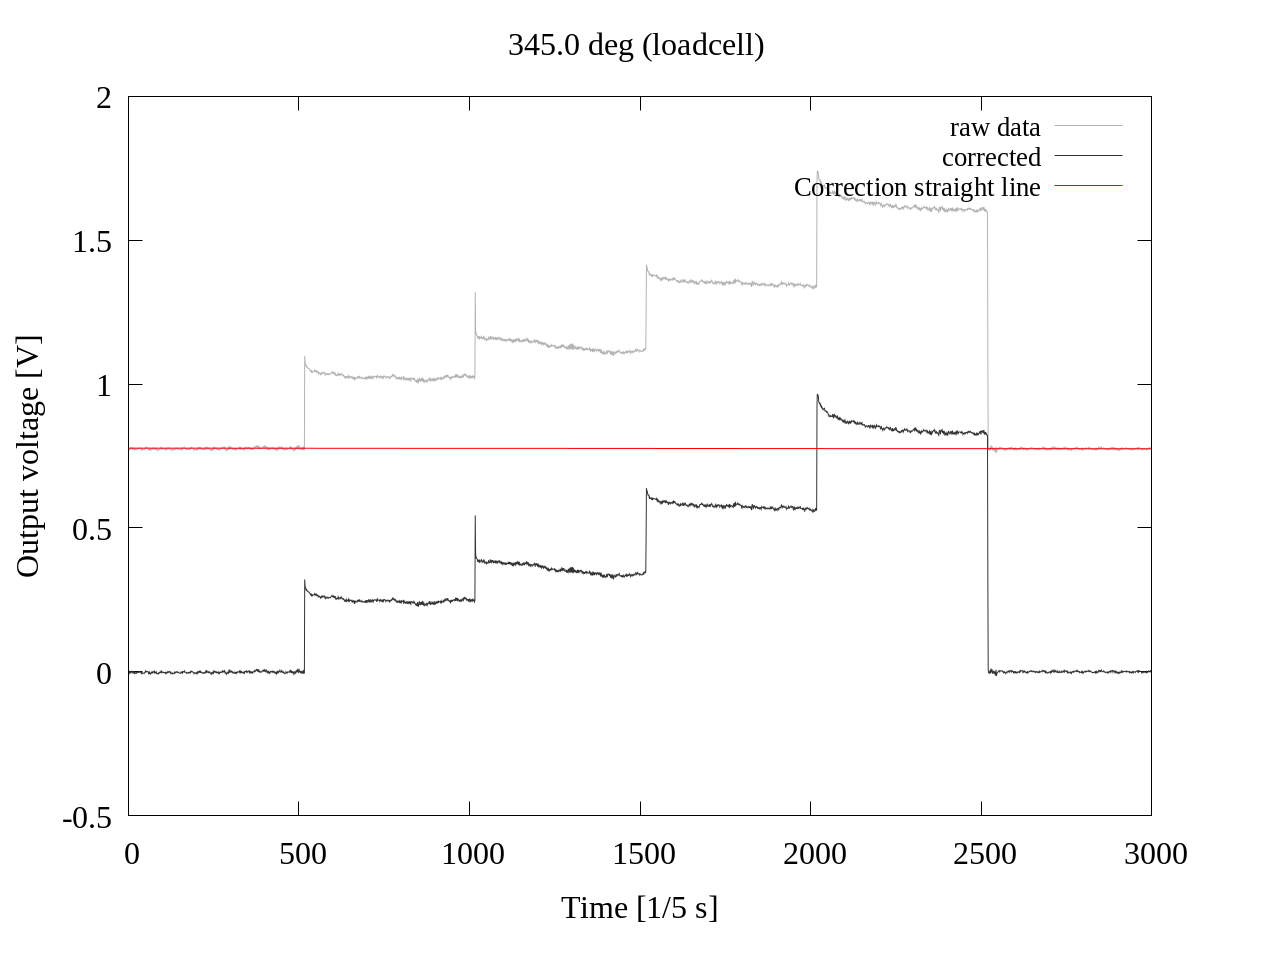 345.0 deg (loadcell)
2
raw data
corrected
Correction straight line
1.5
1
0.5
0
-0.5
Output voltage [V]
0 500 1000 1500 2000 2500 3000
Time [1/5 s]